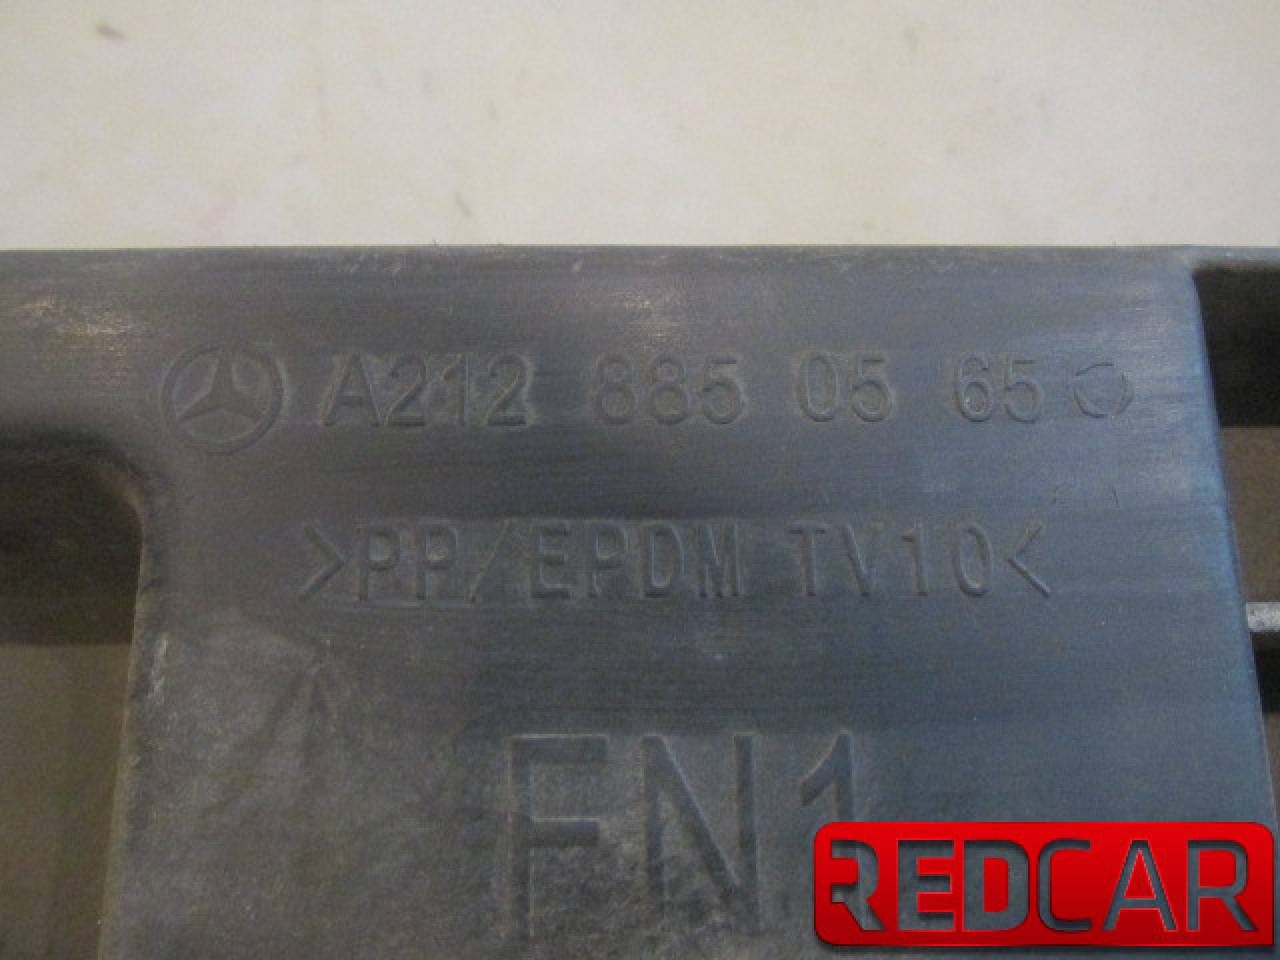 A212 885 05 65
>PP/EPDM TV10<
FN1
REDCAR